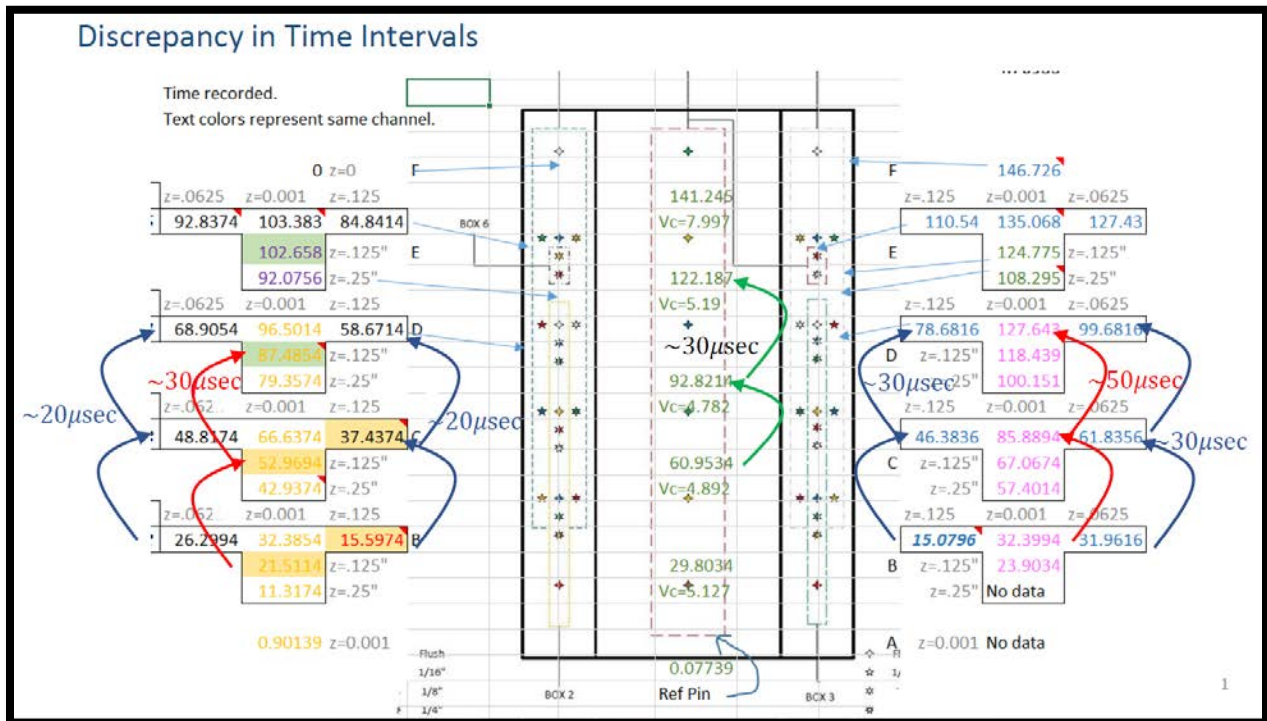 Discrepancy in Time Intervals
Time recorded.
Text colors represent same channel.
0 z=0 F
F 146.726
141.245
z=.0625 z=0.001 z=.125
z=.125 z=0.001 z=.0625
92.8374 103.383 84.8414
BOX 6
Vc=7.997
110.54 135.068 127.43
102.658 z=.125" E
E 124.775 z=.125"
92.0756 z=.25"
122.187
108.295 z=.25"
z=.0625 z=0.001 z=.125
Vc=5.19
z=.125 z=0.001 z=.0625
68.9054 96.5014 58.6714 D
78.6816 127.643 99.6816
~30μsec
87.4854 z=.125"
D z=.125" 118.439
~30μsec
79.3574 z=.25"
92.8214
~30μsec
100.151
~50μsec
~20μsec
z=0.001 z=.125
~20μsec
Vc=4.782
z=.125 z=0.001 z=.0625
48.8174 66.6374 37.4374 C
46.3836 85.8894 61.8356
~30μsec
52.9694 z=.125"
60.9534
C z=.125" 67.0674
42.9374 z=.25"
Vc=4.892
z=.25" 57.4014
z=0.001 z=.125
z=.125 z=0.001
26.2994 32.3854 15.5974 B
15.0796 32.3994 31.9616
21.5114 z=.125"
29.8034
B z=.125" 23.9034
11.3174 z=.25"
Vc=5.127
z=.25" No data
0.90139 z=0.001
A z=0.001 No data
Flush
1/16"
0.07739
1/8"
BOX 2
Ref Pin
BOX 3
1/4"
1